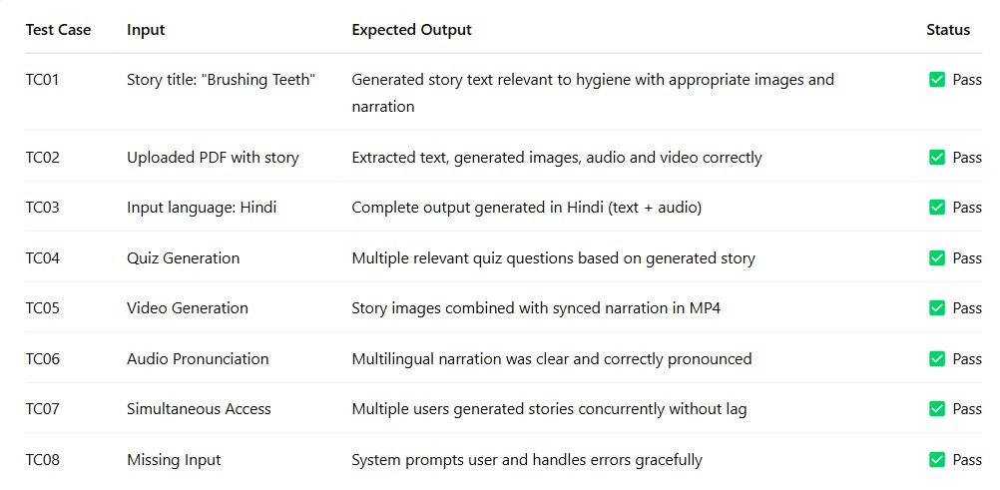 Test Case Input Expected Output Status
TC01 Story title: "Brushing Teeth" Generated story text relevant to hygiene with appropriate images and Pass
narration
TC02 Uploaded PDF with story Extracted text, generated images, audio and video correctly Pass
TC03 Input language: Hindi Complete output generated in Hindi (text + audio) Pass
TC04 Quiz Generation Multiple relevant quiz questions based on generated story Pass
TC05 Video Generation Story images combined with synced narration in MP4 Pass
TC06 Audio Pronunciation Multilingual narration was clear and correctly pronounced Pass
TC07 Simultaneous Access Multiple users generated stories concurrently without lag Pass
TC08 Missing Input System prompts user and handles errors gracefully Pass